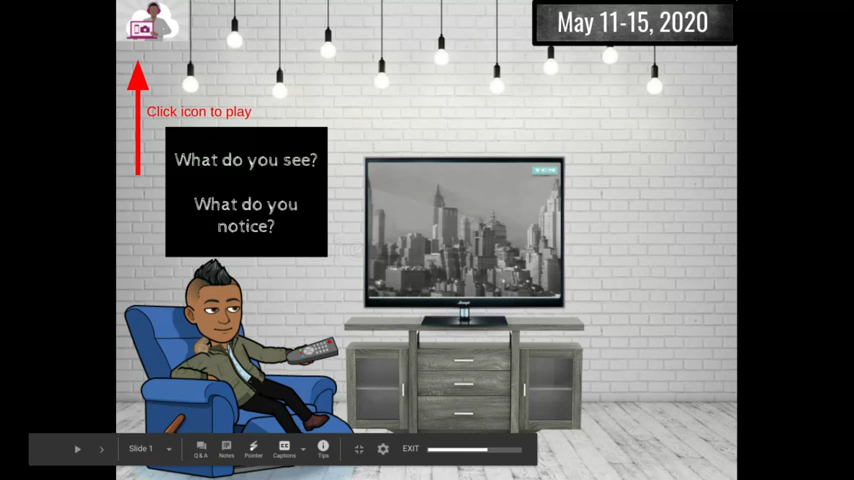 May 11-15, 2020
Click icon to play
What do you see?
What do you
notice?
TCM
Slide 1
Q & A
Notes
Pointer
Captions
Tips
EXIT